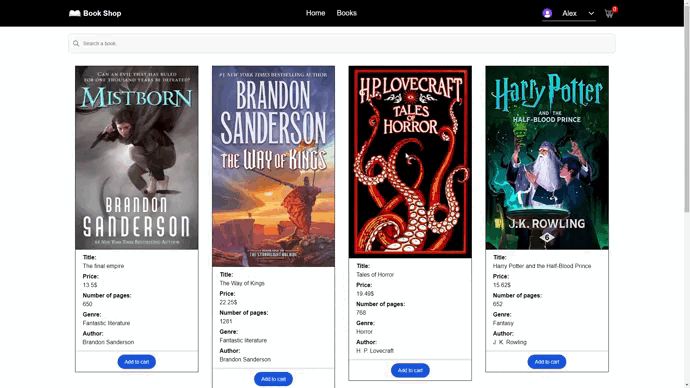 Book Shop
Home
Books
Alex
0
Search a book.
CAN AN EVIL THAT HAS RULED
FOR ONE THOUSAND YEARS BE DEFEATED?
MISTBORN
BRANDON
SANDERSON
#1 NEW YORK TIMES BESTSELLING AUTHOR
Title:
The final empire
Price:
13.5$
Number of pages:
650
Genre:
Fantastic literature
Author:
Brandon Sanderson
Add to cart
#1 NEW YORK TIMES BESTSELLING AUTHOR
BRANDON
SANDERSON
THE WAY OF KINGS
THE STORMLIGHT ARCHIVE
Title:
The Way of Kings
Price:
22.25$
Number of pages:
1281
Genre:
Fantastic literature
Author:
Brandon Sanderson
Add to cart
H.P. LOVECRAFT
TALES
OF
HORROR
Title:
Tales of Horror
Price:
19.49$
Number of pages:
768
Genre:
Horror
Author:
H. P. Lovecraft
Add to cart
Harry Potter
AND THE
HALF-BLOOD PRINCE
J.K. ROWLING
6
Title:
Harry Potter and the Half-Blood Prince
Price:
15.62$
Number of pages:
652
Genre:
Fantasy
Author:
J. K. Rowling
Add to cart